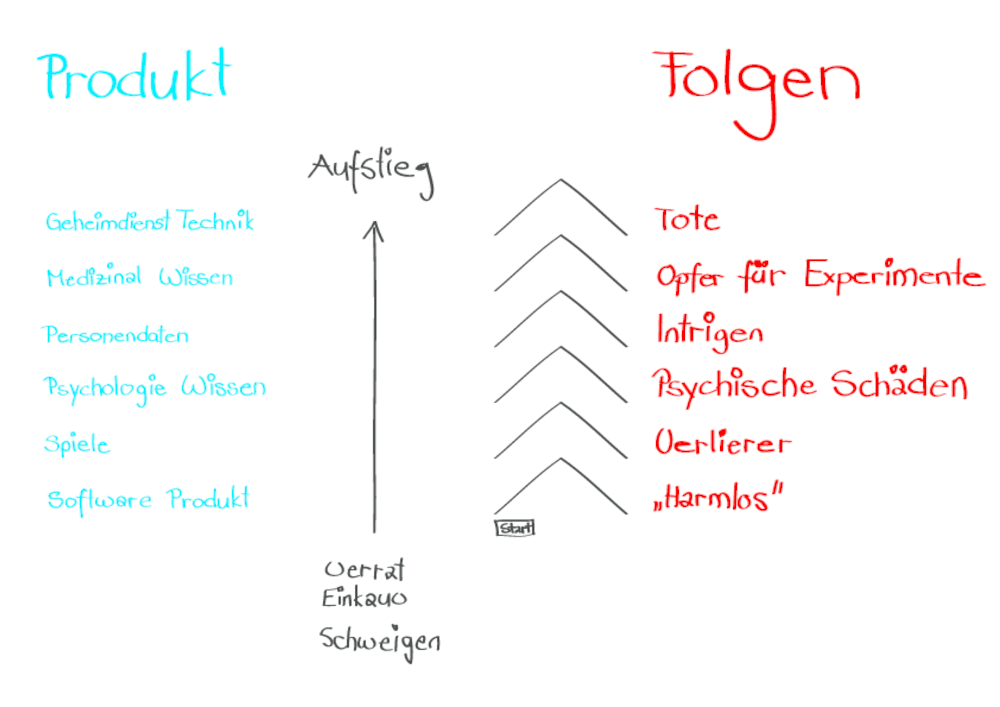 Produkt
Folgen
Aufstieg
Geheimdienst Technik
Tote
Medizinal Wissen
Opfer für Experimente
Personendaten
Intrigen
Psychologie Wissen
Psychische Schäden
Spiele
Verlierer
Software Produkt
„Harmlos"
Start
Verrat
Einkauv
Schweigen